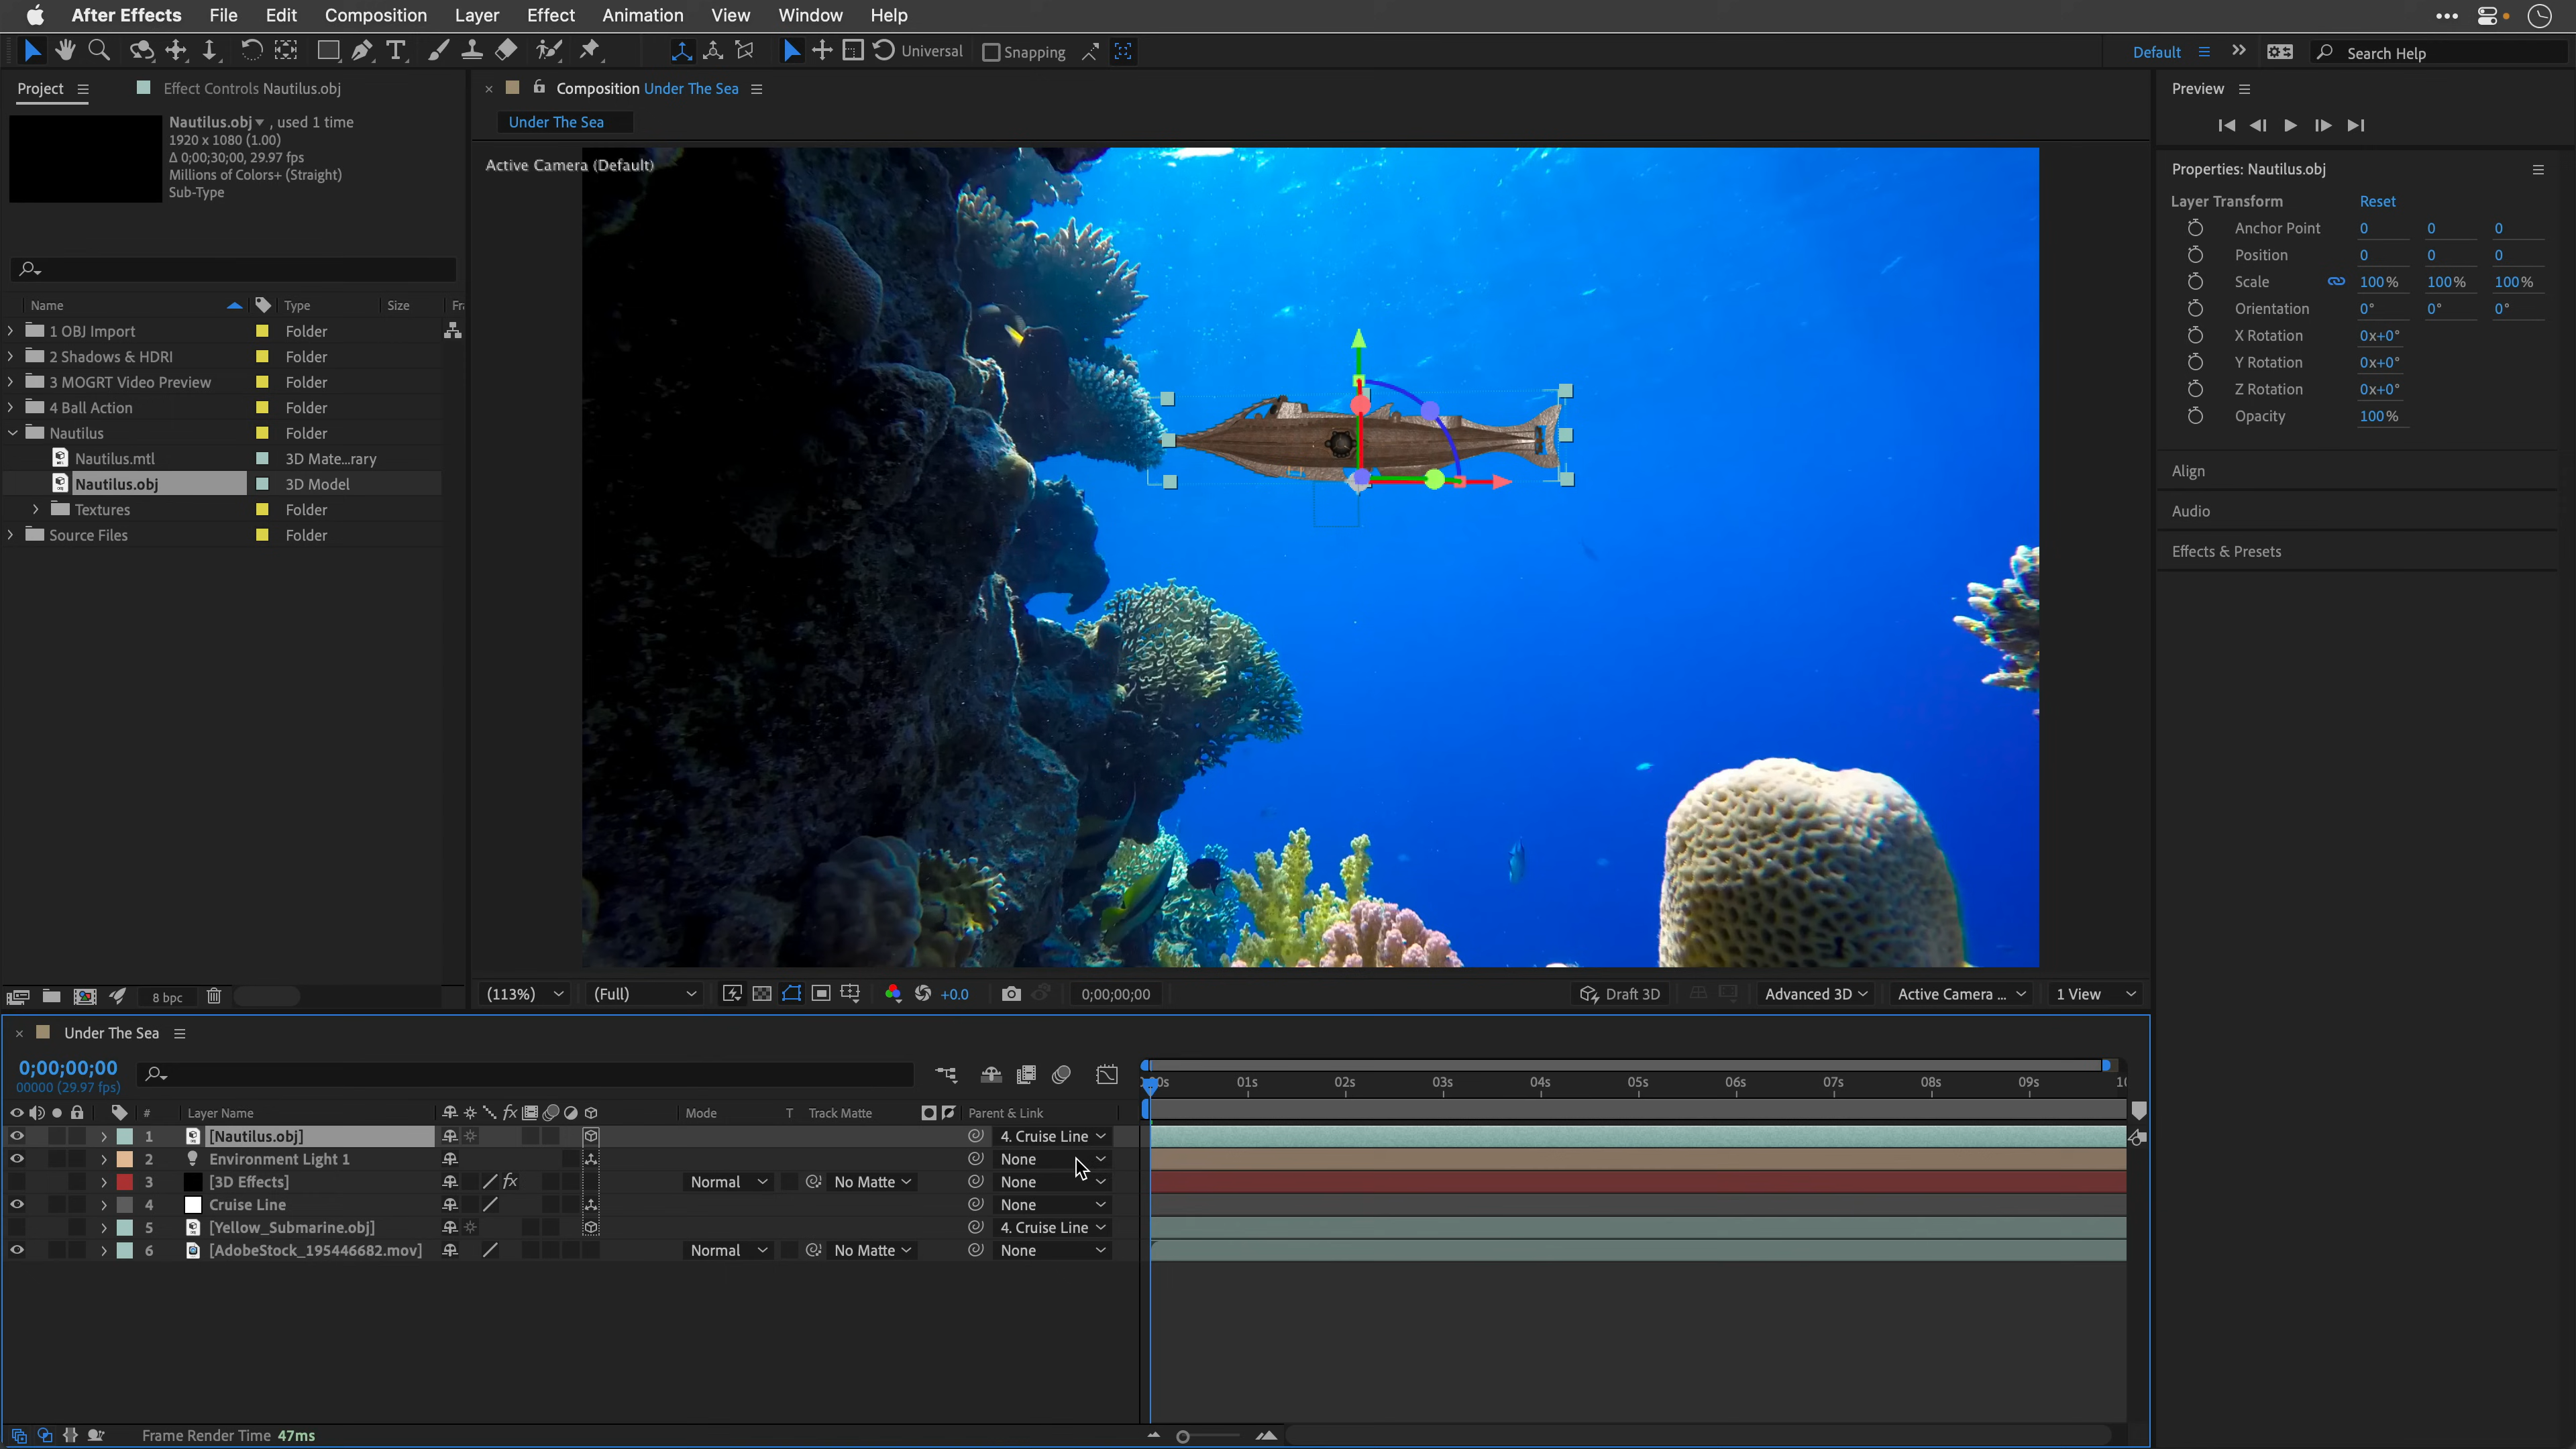 After Effects File Edit Composition Layer Effect Animation View Window Help
Universal Snapping Default Search Help
Project Effect Controls Nautilus.obj
Nautilus.obj , used 1 time
1920 x 1080 (1.00)
Δ 0;00;30;00, 29.97 fps
Millions of Colors+ (Straight)
Sub-Type
Name Type Size Fra
1 OBJ Import Folder
2 Shadows & HDRI Folder
3 MOGRT Video Preview Folder
4 Ball Action Folder
Nautilus Folder
Nautilus.mtl 3D Mate...rary
Nautilus.obj 3D Model
Textures Folder
Source Files Folder
8 bpc
Composition Under The Sea
Under The Sea
Active Camera (Default)
(113%) (Full) +0.0 0;00;00;00 Draft 3D Advanced 3D Active Camera ... 1 View
Preview
Properties: Nautilus.obj
Layer Transform Reset
Anchor Point 0 0 0
Position 0 0 0
Scale 100% 100% 100%
Orientation 0° 0° 0°
X Rotation 0x+0°
Y Rotation 0x+0°
Z Rotation 0x+0°
Opacity 100%
Align
Audio
Effects & Presets
Under The Sea
0;00;00;00
00000 (29.97 fps)
01s 02s 03s 04s 05s 06s 07s 08s 09s
# Layer Name fx Mode T Track Matte Parent & Link
1 [Nautilus.obj] 4. Cruise Line
2 Environment Light 1 None
3 [3D Effects] fx Normal No Matte None
4 Cruise Line None
5 [Yellow_Submarine.obj] 4. Cruise Line
6 [AdobeStock_195446682.mov] Normal No Matte None
Frame Render Time 47ms